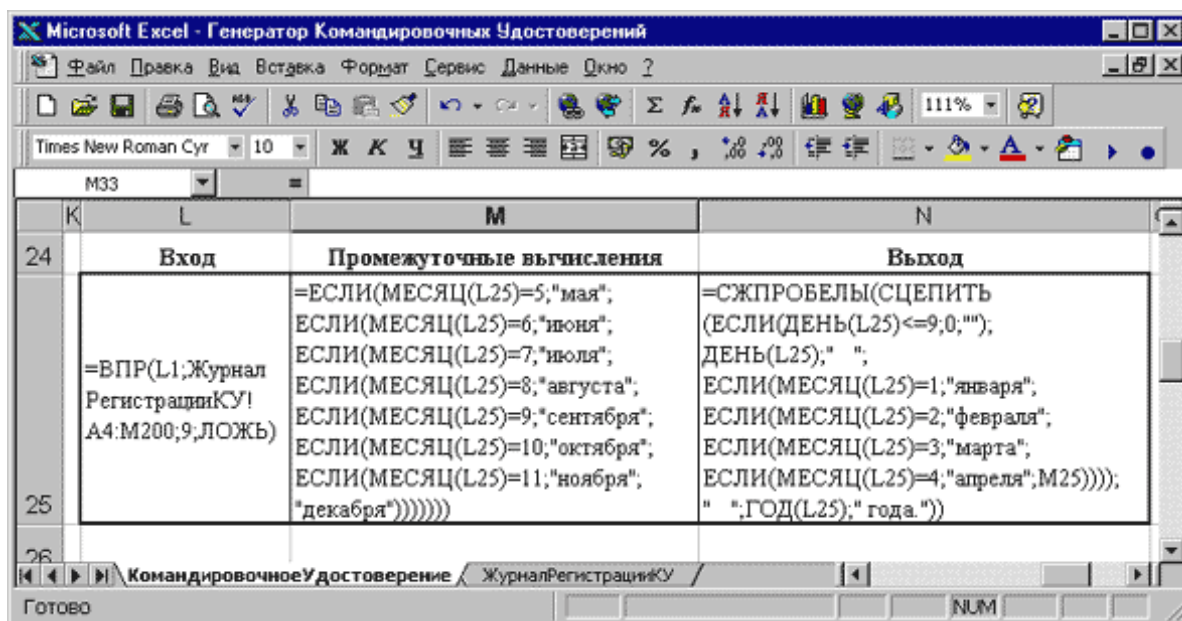 Microsoft Excel - Генератор Командировочных Удостоверений
Файл Правка Вид Вставка Формат Сервис Данные Окно ?
111%
Times New Roman Cyr 10 Ж К Ч % ,
M33 =
K L M N
24 Вход Промежуточные вычисления Выход
=ВПР(L1;Журнал
РегистрацииКУ!
A4:M200;9;ЛОЖЬ)
=ЕСЛИ(МЕСЯЦ(L25)=5;"мая";
ЕСЛИ(МЕСЯЦ(L25)=6;"июня";
ЕСЛИ(МЕСЯЦ(L25)=7;"июля";
ЕСЛИ(МЕСЯЦ(L25)=8;"августа";
ЕСЛИ(МЕСЯЦ(L25)=9;"сентября";
ЕСЛИ(МЕСЯЦ(L25)=10;"октября";
ЕСЛИ(МЕСЯЦ(L25)=11;"ноября";
"декабря")))))))
=СЖПРОБЕЛЫ(СЦЕПИТЬ
(ЕСЛИ(ДЕНЬ(L25)<=9;0;"");
ДЕНЬ(L25);" ";
ЕСЛИ(МЕСЯЦ(L25)=1;"января";
ЕСЛИ(МЕСЯЦ(L25)=2;"февраля";
ЕСЛИ(МЕСЯЦ(L25)=3;"марта";
ЕСЛИ(МЕСЯЦ(L25)=4;"апреля";M25))));
" ";ГОД(L25);" года."))
25
26
КомандировочноеУдостоверение ЖурналРегистрацииКУ
Готово NUM